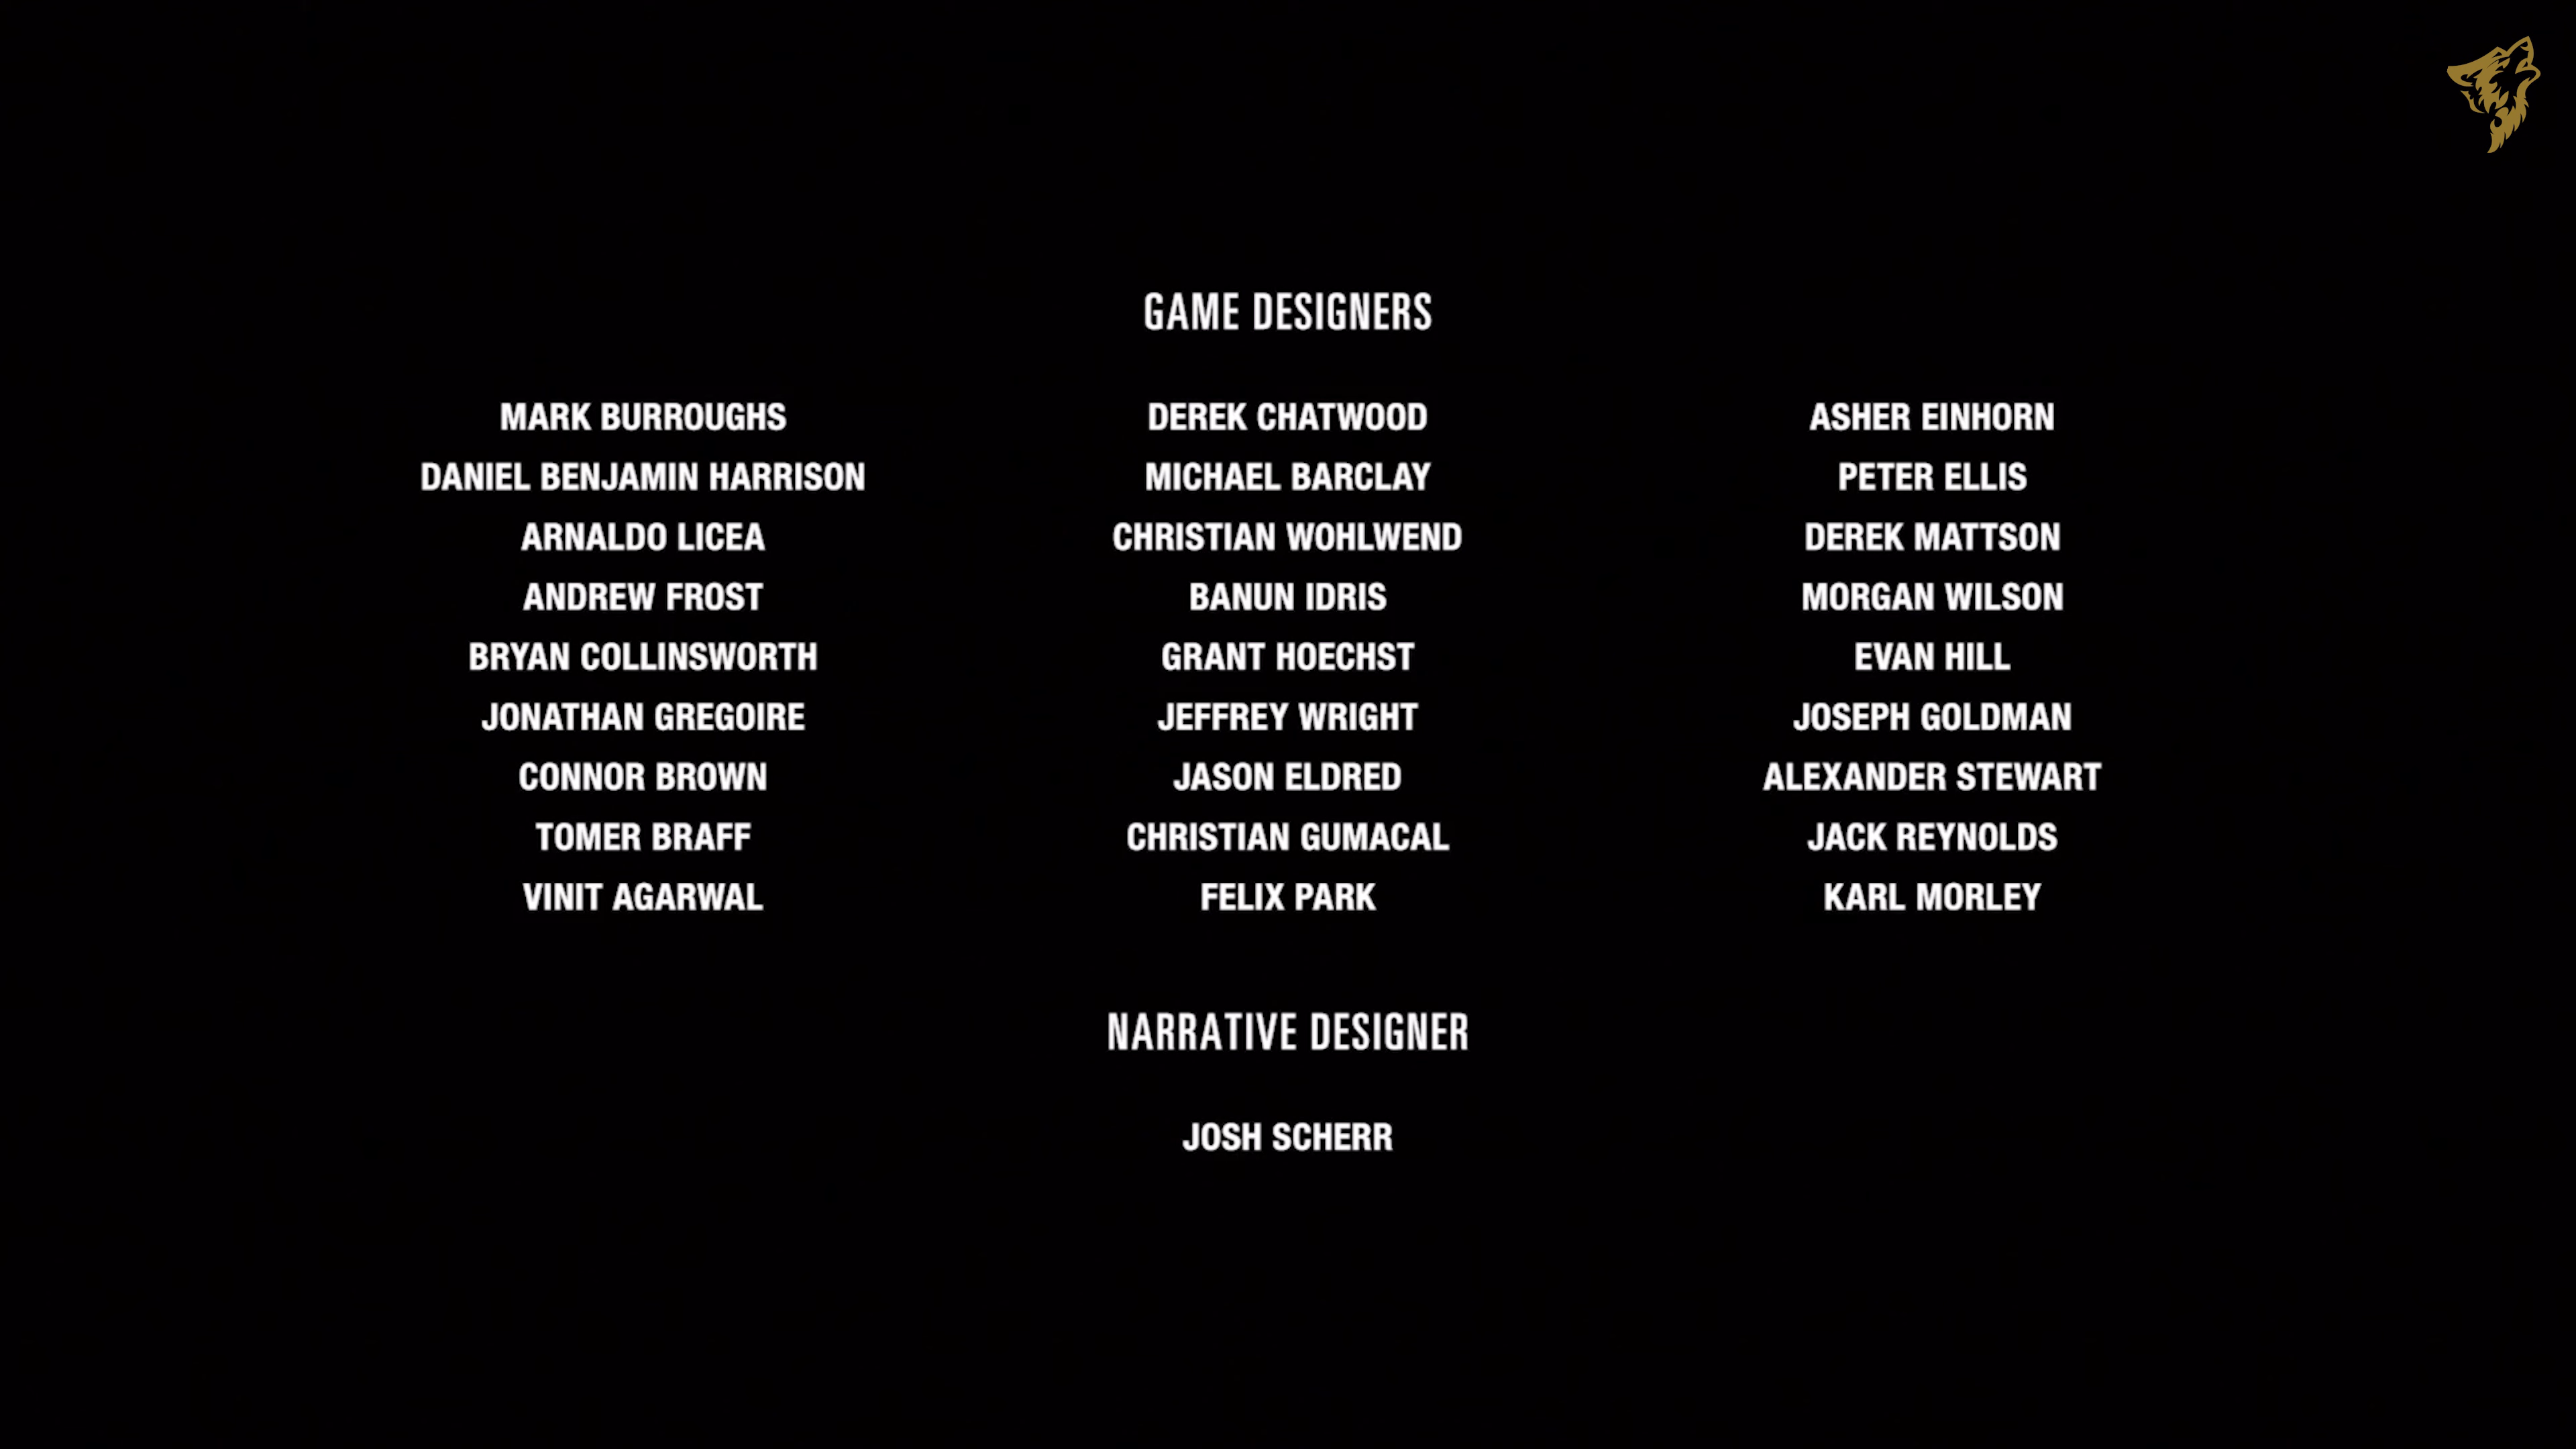 GAME DESIGNERS
MARK BURROUGHS DEREK CHATWOOD ASHER EINHORN
DANIEL BENJAMIN HARRISON MICHAEL BARCLAY PETER ELLIS
ARNALDO LICEA CHRISTIAN WOHLWEND DEREK MATTSON
ANDREW FROST BANUN IDRIS MORGAN WILSON
BRYAN COLLINSWORTH GRANT HOECHST EVAN HILL
JONATHAN GREGOIRE JEFFREY WRIGHT JOSEPH GOLDMAN
CONNOR BROWN JASON ELDRED ALEXANDER STEWART
TOMER BRAFF CHRISTIAN GUMACAL JACK REYNOLDS
VINIT AGARWAL FELIX PARK KARL MORLEY
NARRATIVE DESIGNER
JOSH SCHERR